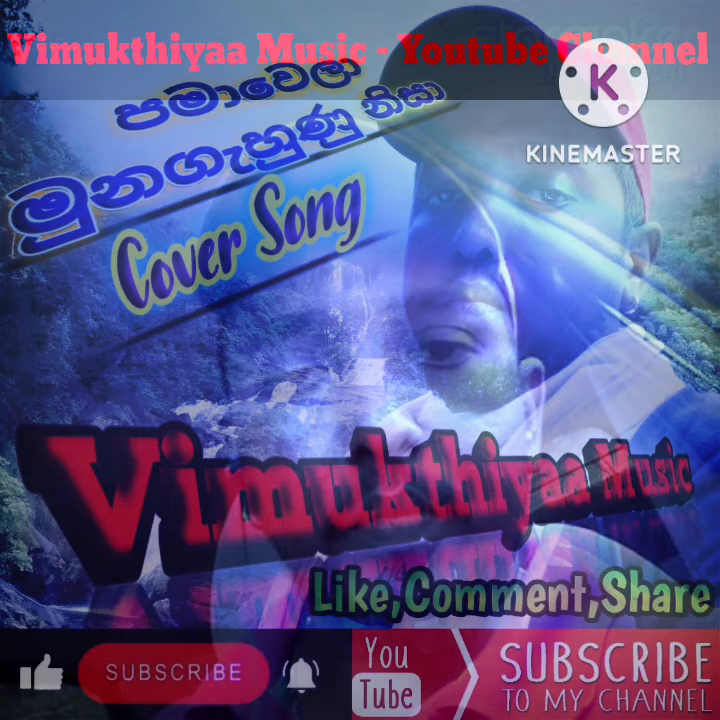 Vimukthiyaa Music - Youtube Channel
K
KINEMASTER
පමාවෙලා
මුනගැහුණු නිසා
Cover Song
Vimukthiyaa Music
Like,Comment,Share
SUBSCRIBE
You
Tube
SUBSCRIBE
TO MY CHANNEL